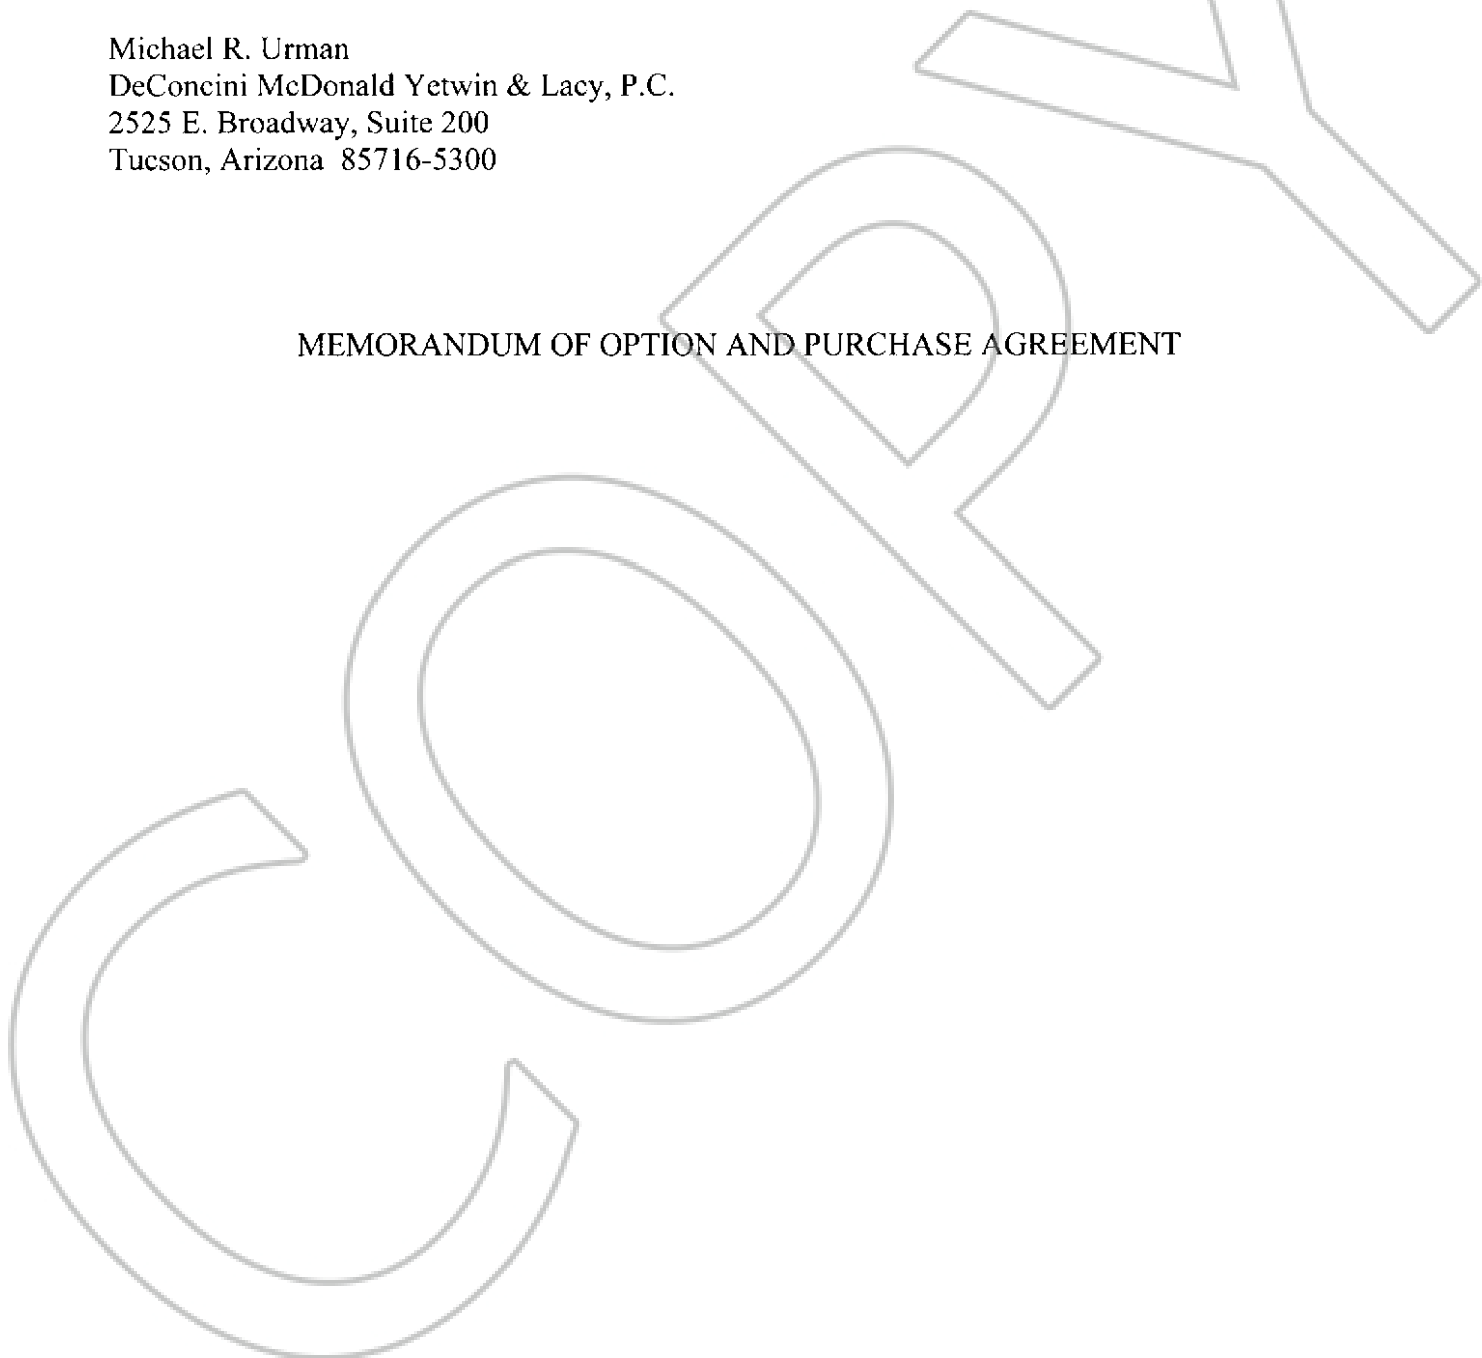 Michael R. Urman
DeConcini McDonald Yetwin & Lacy, P.C.
2525 E. Broadway, Suite 200
Tucson, Arizona 85716-5300
MEMORANDUM OF OPTION AND PURCHASE AGREEMENT
COPY